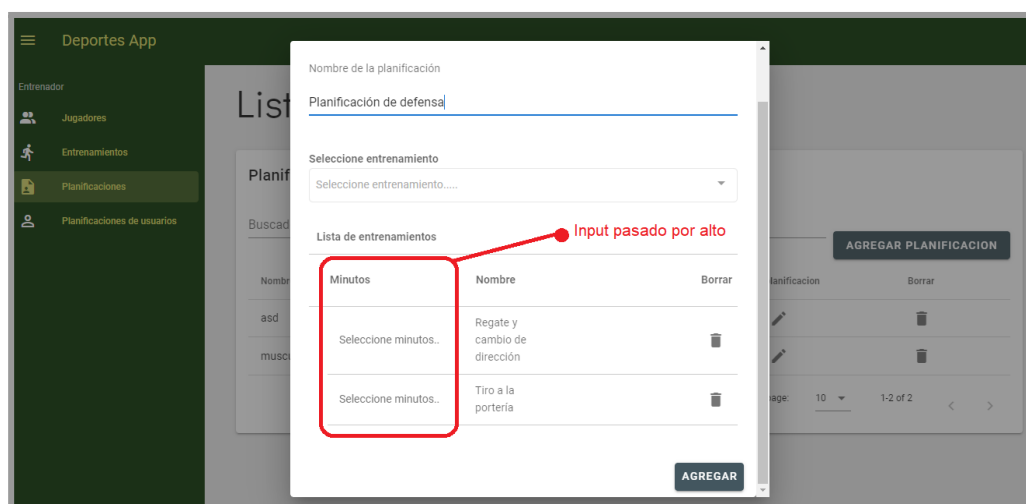 Deportes App
Entrenador
Jugadores
Entrenamientos
Planificaciones
Planificaciones de usuarios
List
Planif
Buscad
AGREGAR PLANIFICACION
Nombr
lanificacion
Borrar
asd
muscu
page:
10
1-2 of 2
Nombre de la planificación
Planificación de defensa
Seleccione entrenamiento
Seleccione entrenamiento.....
Lista de entrenamientos
Input pasado por alto
Minutos
Nombre
Borrar
Seleccione minutos..
Regate y
cambio de
dirección
Seleccione minutos..
Tiro a la
portería
AGREGAR